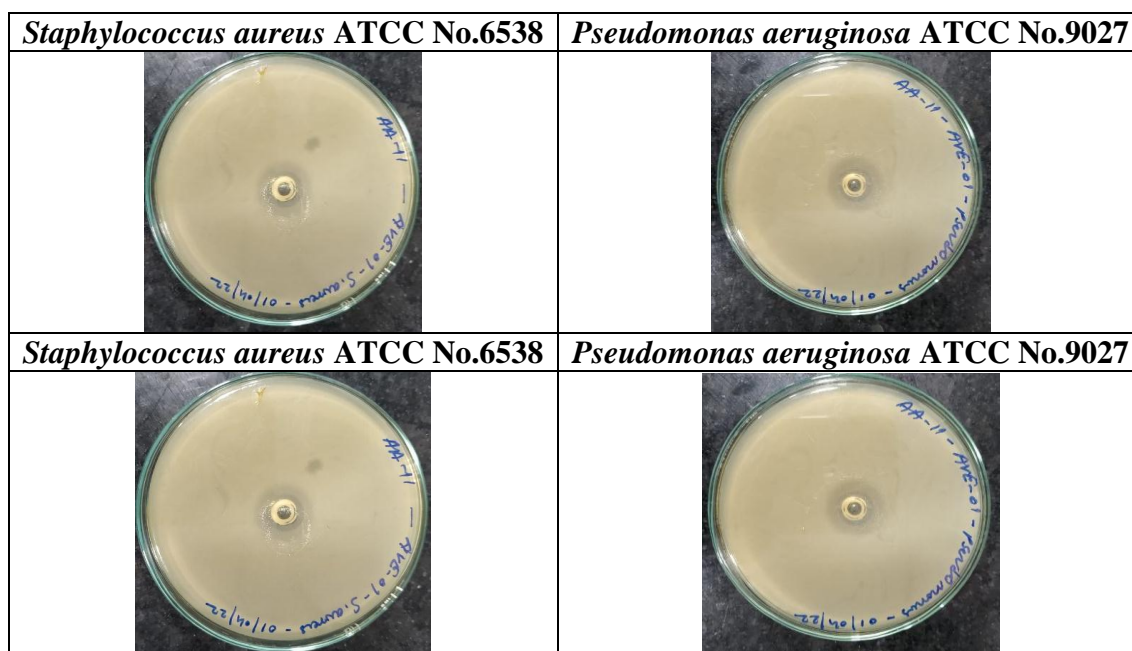 Staphylococcus aureus ATCC No.6538
Pseudomonas aeruginosa ATCC No.9027
AA-11 — AVE-01 - S. aureus - 01/04/22
AA-11 - AVE-01 - Pseudomonas - 01/04/22
Staphylococcus aureus ATCC No.6538
Pseudomonas aeruginosa ATCC No.9027
AA-11 — AVE-01 - S. aureus - 01/04/22
AA-11 - AVE-01 - Pseudomonas - 01/04/22